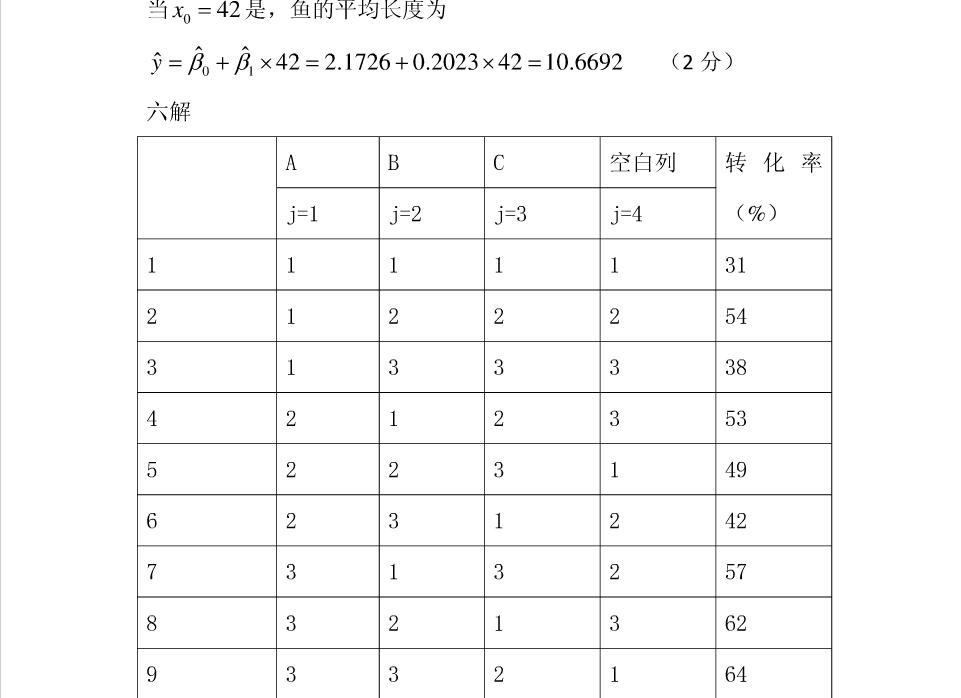 当x₀ = 42是，鱼的平均长度为
ŷ = β̂₀ + β̂₁ × 42 = 2.1726 + 0.2023 × 42 = 10.6692 （2 分）
六解
A B C 空白列 转化率
j=1 j=2 j=3 j=4 （%）
1 1 1 1 1 31
2 1 2 2 2 54
3 1 3 3 3 38
4 2 1 2 3 53
5 2 2 3 1 49
6 2 3 1 2 42
7 3 1 3 2 57
8 3 2 1 3 62
9 3 3 2 1 64